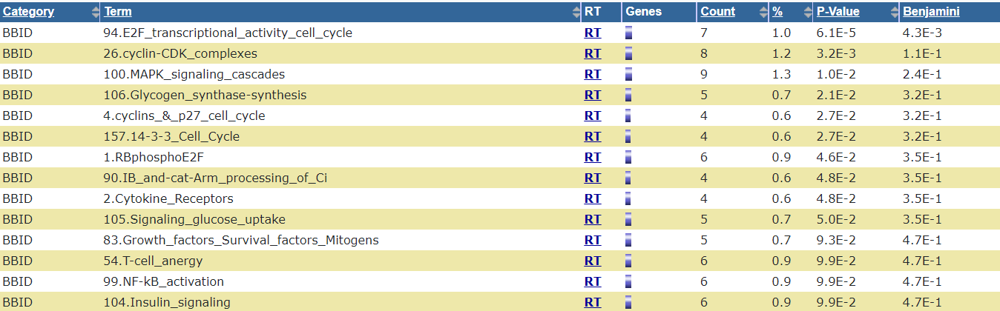 Category Term RT Genes Count % P-Value Benjamini
BBID 94.E2F_transcriptional_activity_cell_cycle RT 7 1.0 6.1E-5 4.3E-3
BBID 26.cyclin-CDK_complexes RT 8 1.2 3.2E-3 1.1E-1
BBID 100.MAPK_signaling_cascades RT 9 1.3 1.0E-2 2.4E-1
BBID 106.Glycogen_synthase-synthesis RT 5 0.7 2.1E-2 3.2E-1
BBID 4.cyclins_&_p27_cell_cycle RT 4 0.6 2.7E-2 3.2E-1
BBID 157.14-3-3_Cell_Cycle RT 4 0.6 2.7E-2 3.2E-1
BBID 1.RBphosphoE2F RT 6 0.9 4.6E-2 3.5E-1
BBID 90.IB_and-cat-Arm_processing_of_Ci RT 4 0.6 4.8E-2 3.5E-1
BBID 2.Cytokine_Receptors RT 4 0.6 4.8E-2 3.5E-1
BBID 105.Signaling_glucose_uptake RT 5 0.7 5.0E-2 3.5E-1
BBID 83.Growth_factors_Survival_factors_Mitogens RT 5 0.7 9.3E-2 4.7E-1
BBID 54.T-cell_anergy RT 6 0.9 9.9E-2 4.7E-1
BBID 99.NF-kB_activation RT 6 0.9 9.9E-2 4.7E-1
BBID 104.Insulin_signaling RT 6 0.9 9.9E-2 4.7E-1